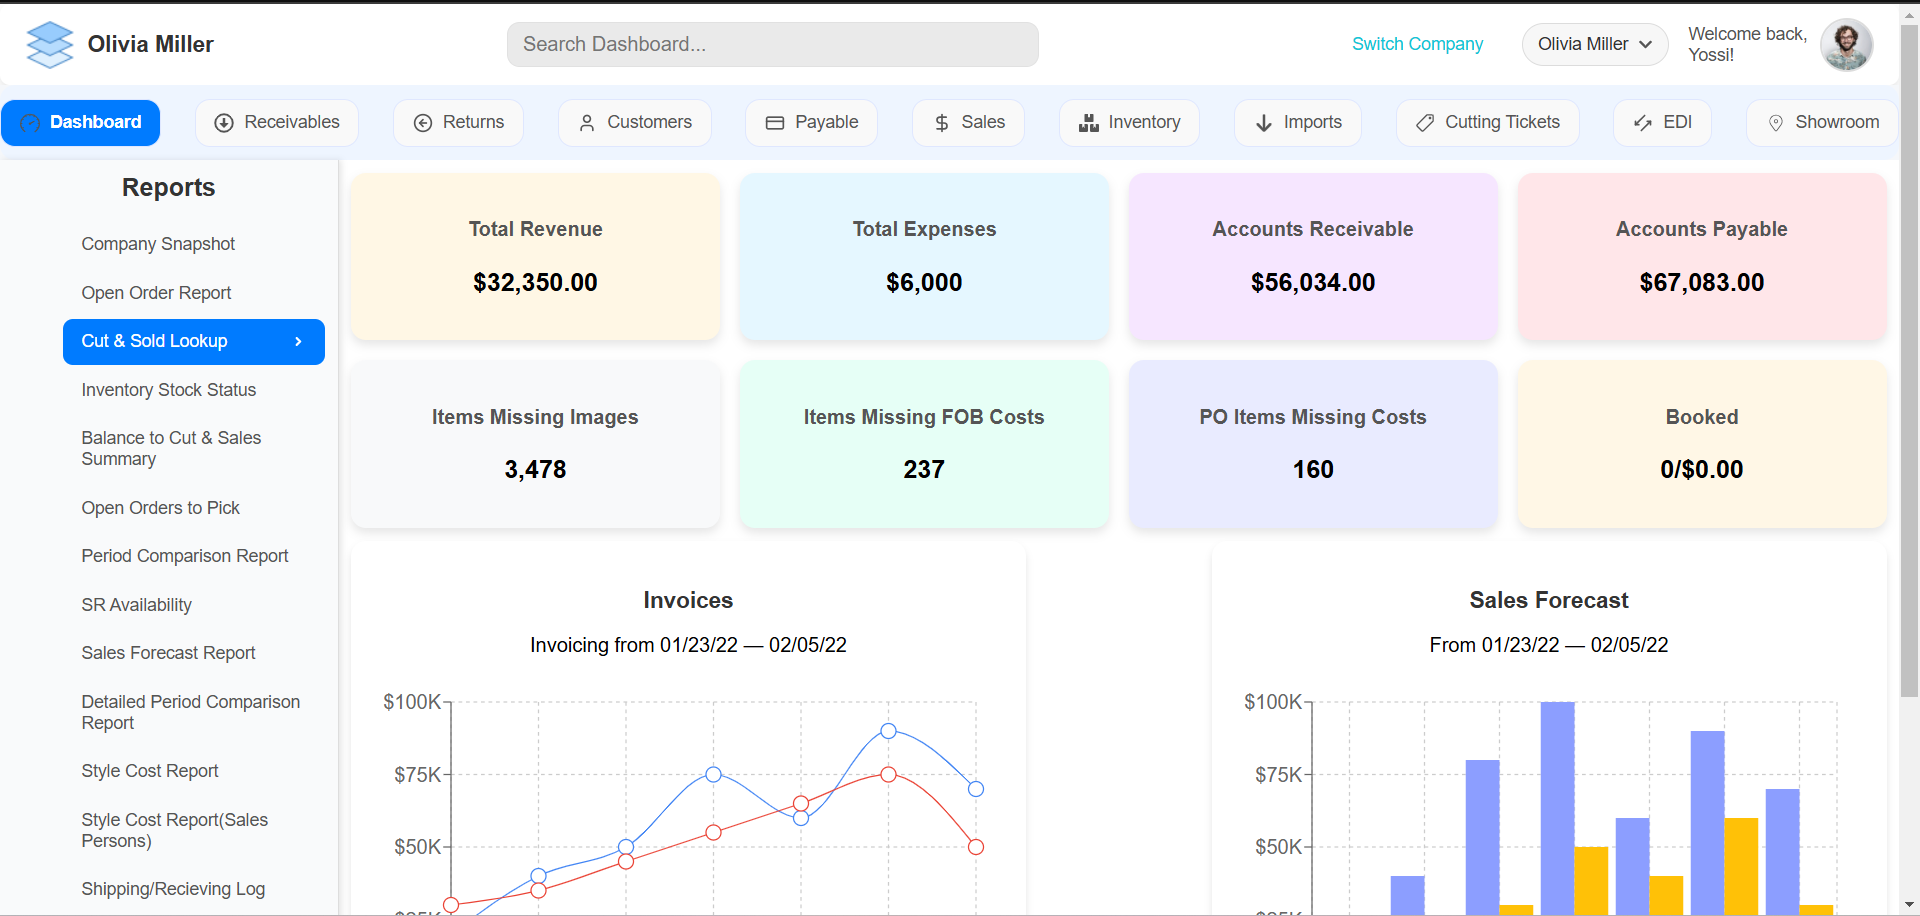 Olivia Miller
Search Dashboard...
Switch Company
Olivia Miller
Welcome back,
Yossi!
Dashboard
Receivables
Returns
Customers
Payable
Sales
Inventory
Imports
Cutting Tickets
EDI
Showroom
Reports
Company Snapshot
Open Order Report
Cut & Sold Lookup
Inventory Stock Status
Balance to Cut & Sales
Summary
Open Orders to Pick
Period Comparison Report
SR Availability
Sales Forecast Report
Detailed Period Comparison
Report
Style Cost Report
Style Cost Report(Sales
Persons)
Shipping/Recieving Log
Total Revenue
$32,350.00
Total Expenses
$6,000
Accounts Receivable
$56,034.00
Accounts Payable
$67,083.00
Items Missing Images
3,478
Items Missing FOB Costs
237
PO Items Missing Costs
160
Booked
0/$0.00
Invoices
Invoicing from 01/23/22 — 02/05/22
$100K
$75K
$50K
Sales Forecast
From 01/23/22 — 02/05/22
$100K
$75K
$50K